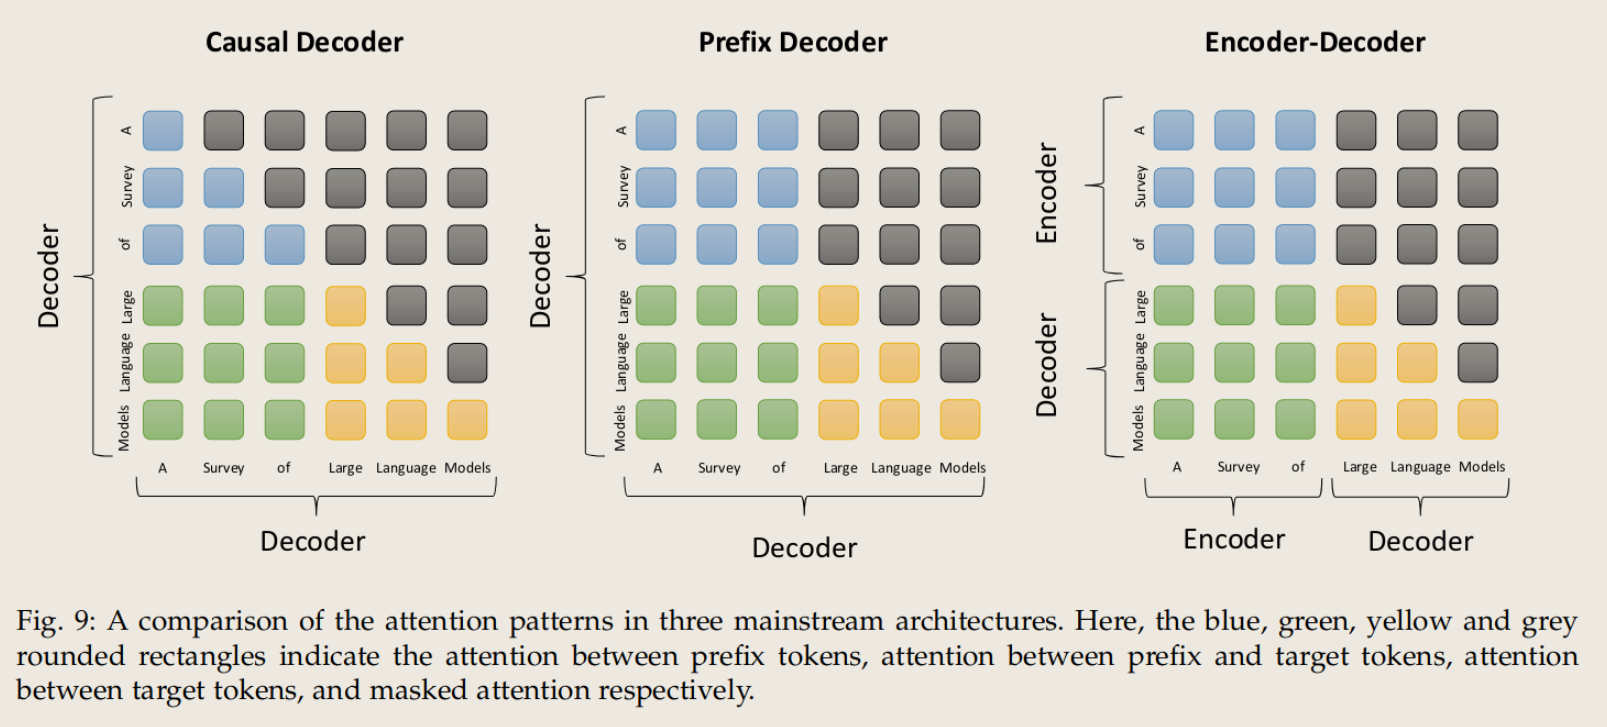 Causal Decoder
Decoder
A
Survey
of
Large
Language
Models
A Survey of Large Language Models
Decoder
Prefix Decoder
Decoder
A
Survey
of
Large
Language
Models
A Survey of Large Language Models
Decoder
Encoder-Decoder
Encoder
Decoder
A
Survey
of
Large
Language
Models
A Survey of Large Language Models
Encoder Decoder
Fig. 9: A comparison of the attention patterns in three mainstream architectures. Here, the blue, green, yellow and grey
rounded rectangles indicate the attention between prefix tokens, attention between prefix and target tokens, attention
between target tokens, and masked attention respectively.